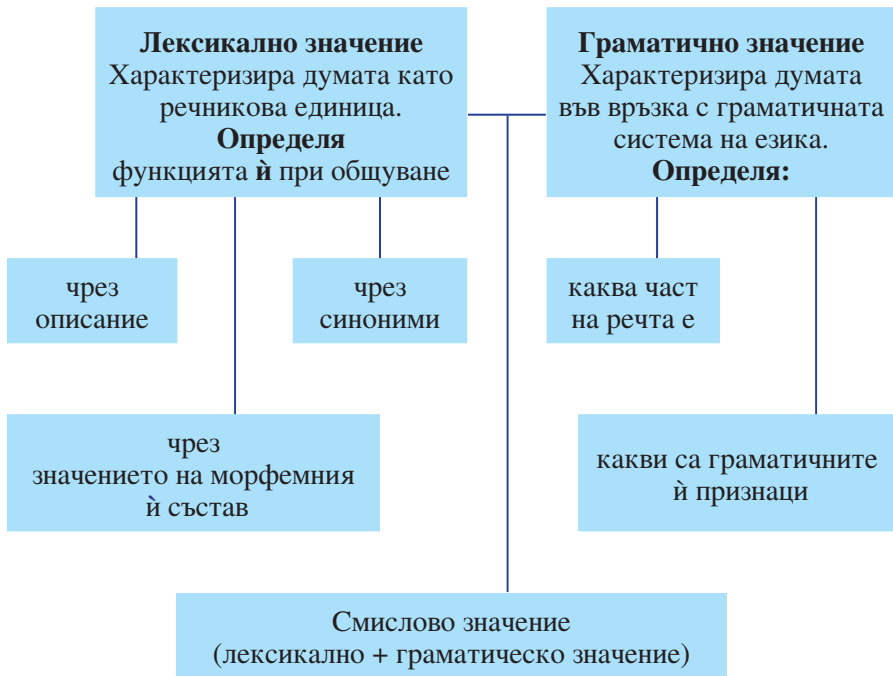 Лексикално значение
Характеризира думата като
речникова единица.
Определя
функцията ѝ при общуване
Граматично значение
Характеризира думата
във връзка с граматичната
система на езика.
Определя:
чрез
описание
чрез
синоними
каква част
на речта е
чрез
значението на морфемния
ѝ състав
какви са граматичните
ѝ признаци
Смислово значение
(лексикално + граматическо значение)